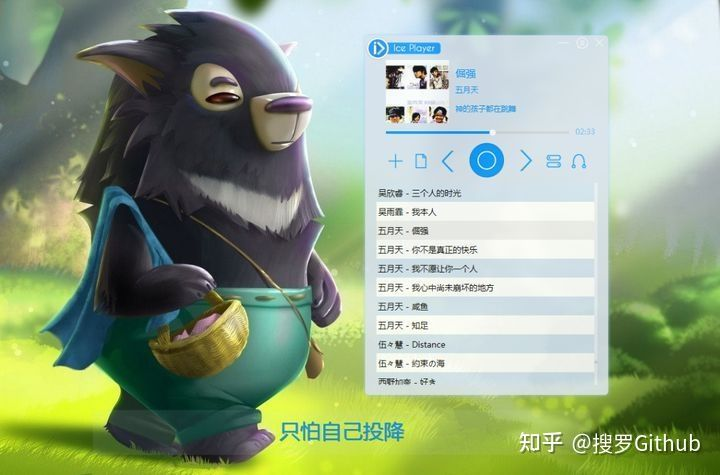 Ice Player
倔强
五月天
神的孩子都在跳舞
02:33
吴欣睿 - 三个人的时光
吴雨霏 - 我本人
五月天 - 倔强
五月天 - 你不是真正的快乐
五月天 - 我不愿让你一个人
五月天 - 我心中尚未崩坏的地方
五月天 - 咸鱼
五月天 - 知足
伍々慧 - Distance
伍々慧 - 約束の海
西野加奈 - 好き
只怕自己投降
知乎 @搜罗Github